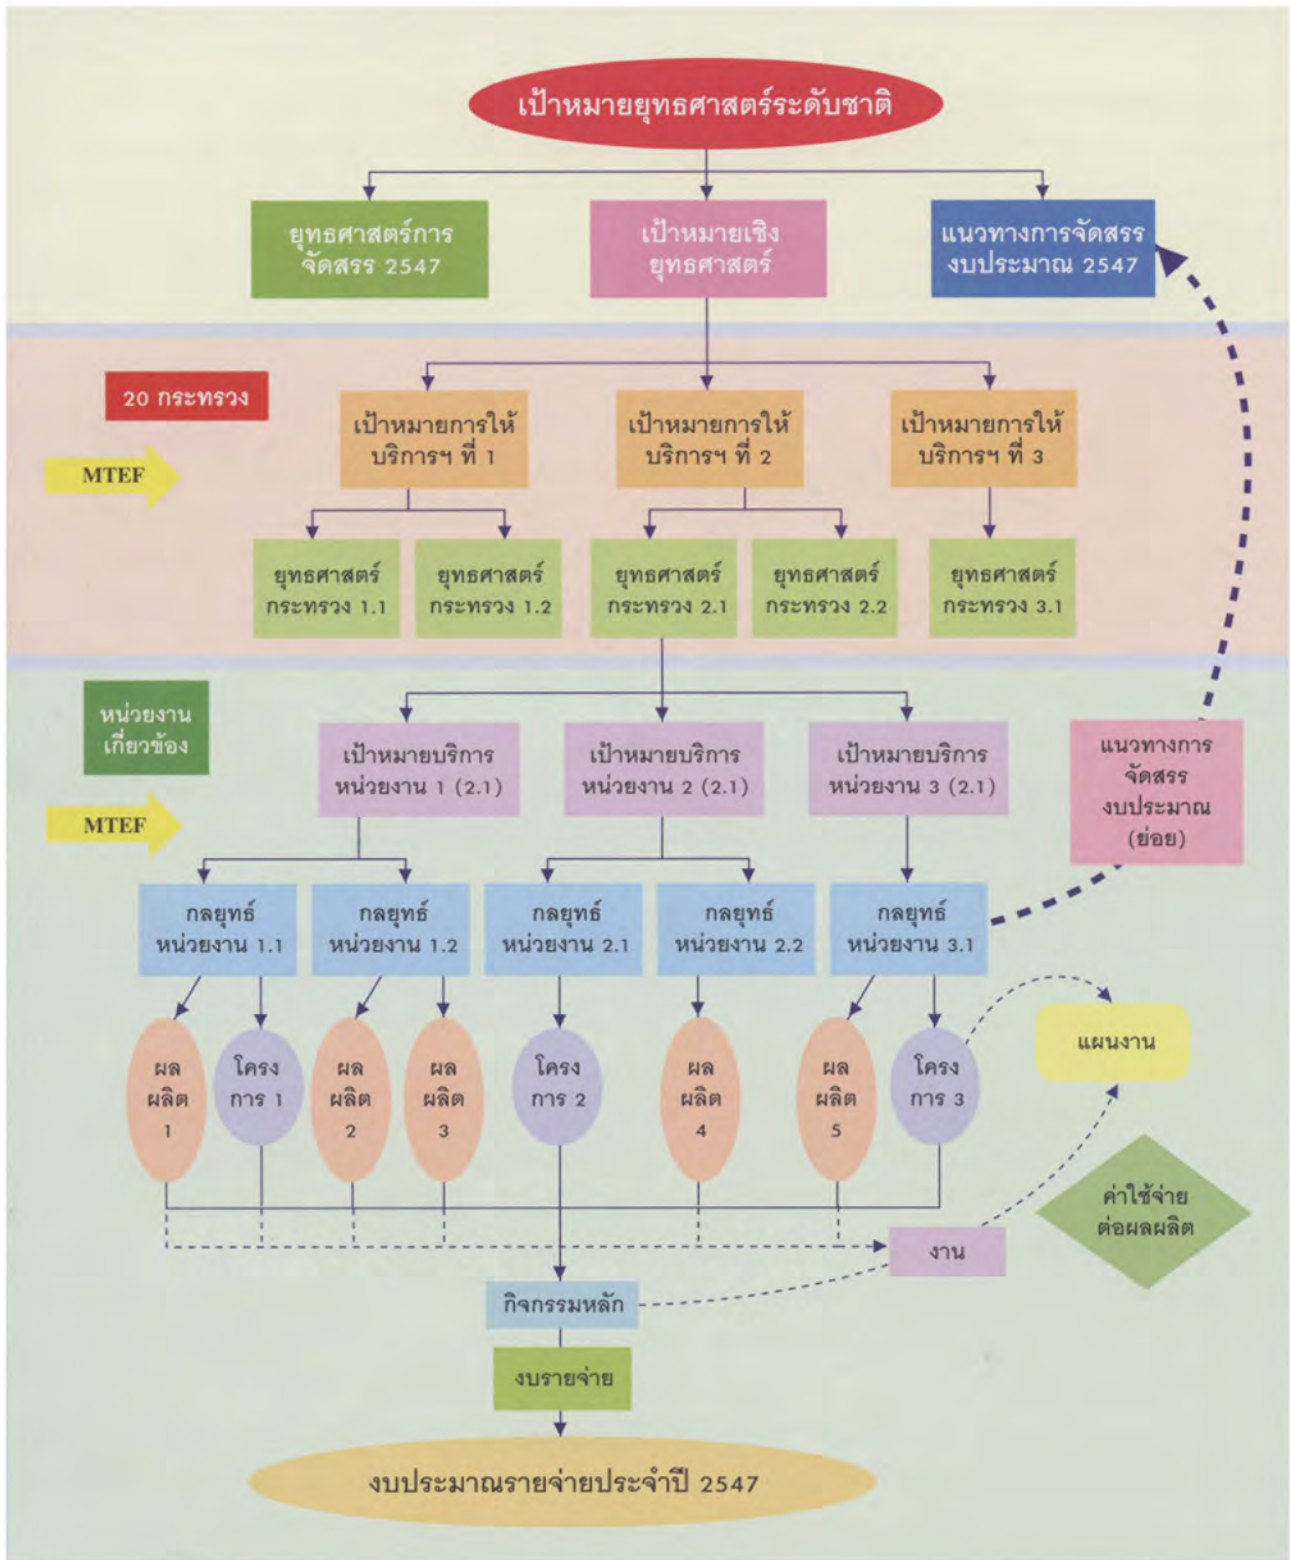 เป้าหมายยุทธศาสตร์ระดับชาติ
ยุทธศาสตร์การ
จัดสรร 2547
เป้าหมายเชิง
ยุทธศาสตร์
แนวทางการจัดสรร
งบประมาณ 2547
20 กระทรวง
MTEF
เป้าหมายการให้
บริการฯ ที่ 1
เป้าหมายการให้
บริการฯ ที่ 2
เป้าหมายการให้
บริการฯ ที่ 3
ยุทธศาสตร์
กระทรวง 1.1
ยุทธศาสตร์
กระทรวง 1.2
ยุทธศาสตร์
กระทรวง 2.1
ยุทธศาสตร์
กระทรวง 2.2
ยุทธศาสตร์
กระทรวง 3.1
หน่วยงาน
เกี่ยวข้อง
MTEF
เป้าหมายบริการ
หน่วยงาน 1 (2.1)
เป้าหมายบริการ
หน่วยงาน 2 (2.1)
เป้าหมายบริการ
หน่วยงาน 3 (2.1)
แนวทางการ
จัดสรร
งบประมาณ
(ย่อย)
กลยุทธ์
หน่วยงาน 1.1
กลยุทธ์
หน่วยงาน 1.2
กลยุทธ์
หน่วยงาน 2.1
กลยุทธ์
หน่วยงาน 2.2
กลยุทธ์
หน่วยงาน 3.1
ผล
ผลิต
1
โครง
การ 1
ผล
ผลิต
2
ผล
ผลิต
3
โครง
การ 2
ผล
ผลิต
4
ผล
ผลิต
5
โครง
การ 3
แผนงาน
ค่าใช้จ่าย
ต่อผลผลิต
งาน
กิจกรรมหลัก
งบรายจ่าย
งบประมาณรายจ่ายประจำปี 2547